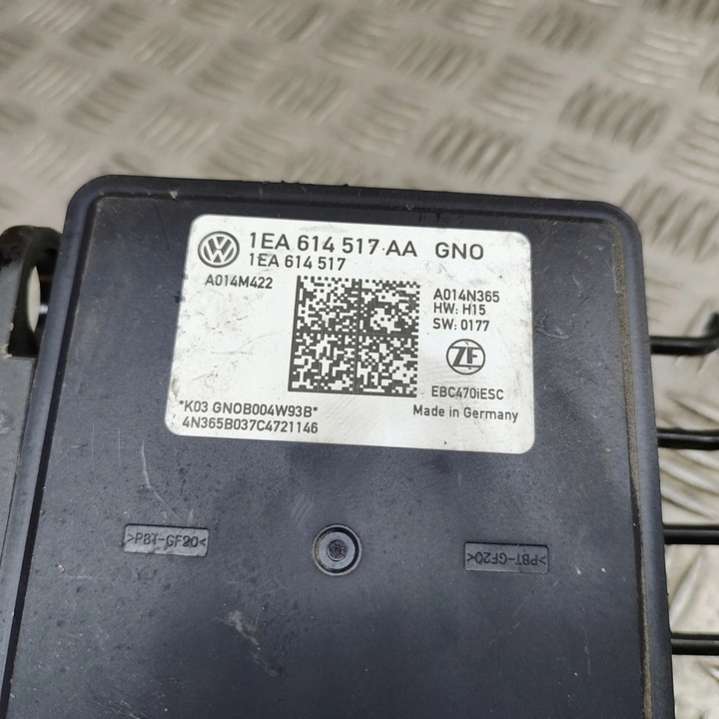 1EA 614 517 AA GNO
1EA 614 517
A014M422
A014N365
HW: H15
SW: 0177
ZF
EBC470iESC
Made in Germany
*K03 GNOB004W93B*
4N365B037C4721146
>PBT-GF20<
>PBT-GF20<